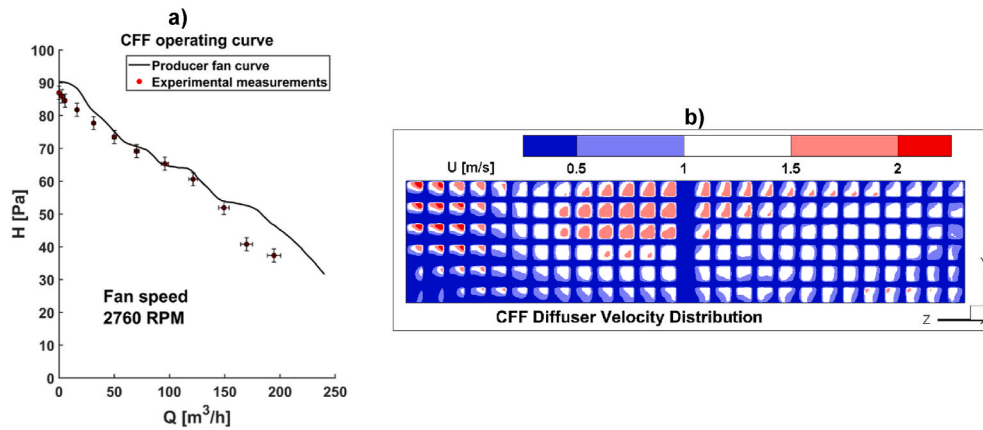 a)
CFF operating curve
Producer fan curve
Experimental measurements
100
90
80
70
60
50
40
30
20
10
0
H [Pa]
Fan speed
2760 RPM
0 50 100 150 200 250
Q [m³/h]
b)
U [m/s] 0.5 1 1.5 2
CFF Diffuser Velocity Distribution
Z
Y